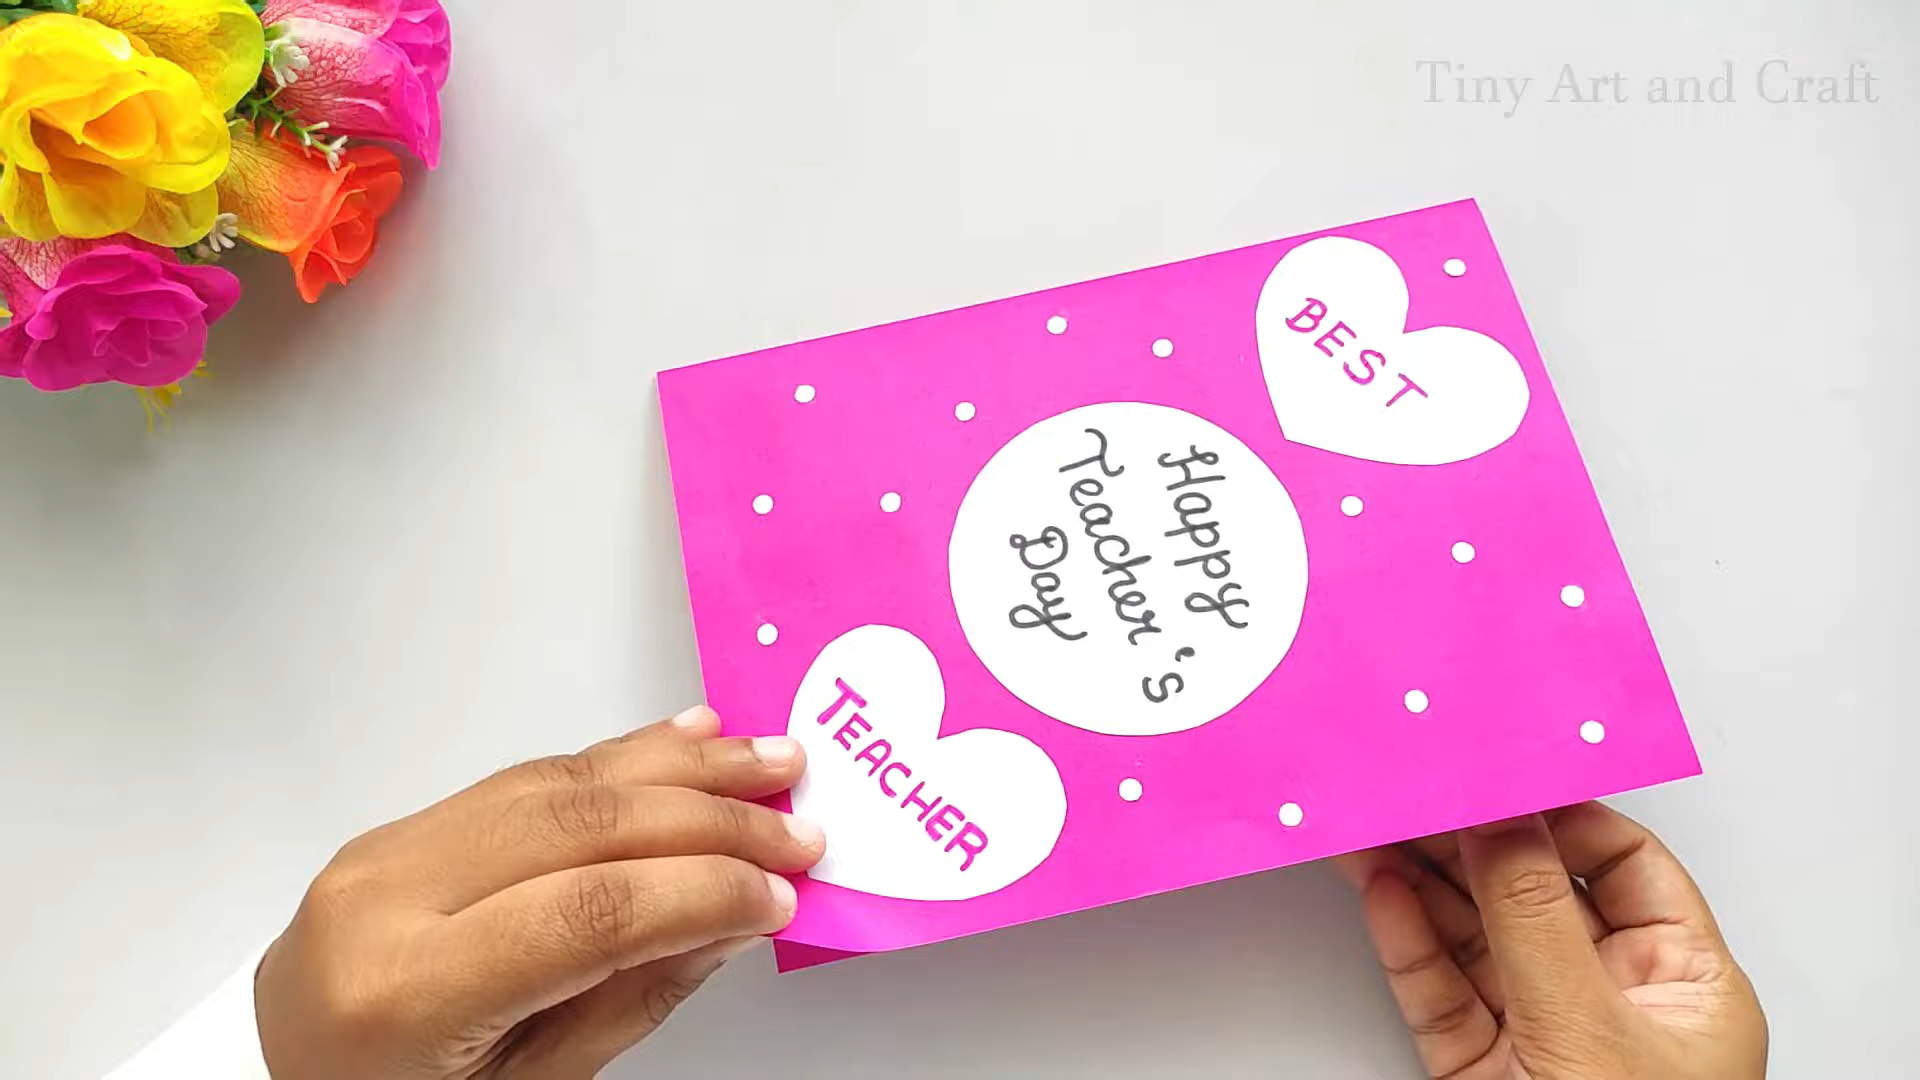 Tiny Art and Craft
BEST
Happy
Teacher's
Day
TEACHER